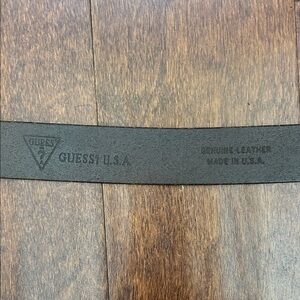 GUESS
?
GUESS? U.S.A.
GENUINE LEATHER
MADE IN U.S.A.